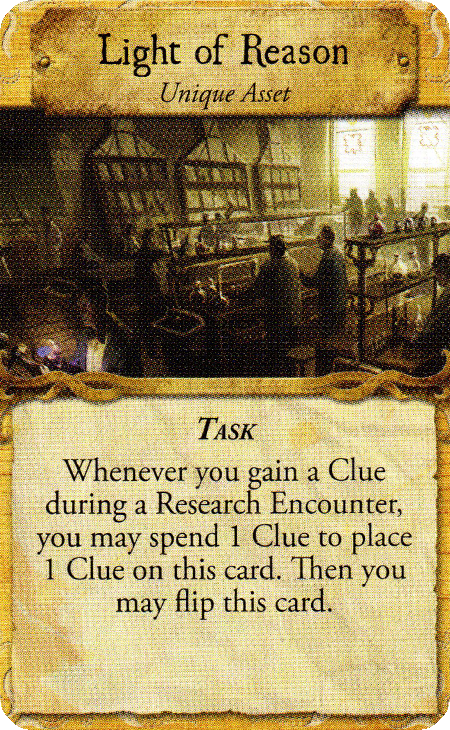 Light of Reason
Unique Asset
TASK
Whenever you gain a Clue
during a Research Encounter,
you may spend 1 Clue to place
1 Clue on this card. Then you
may flip this card.